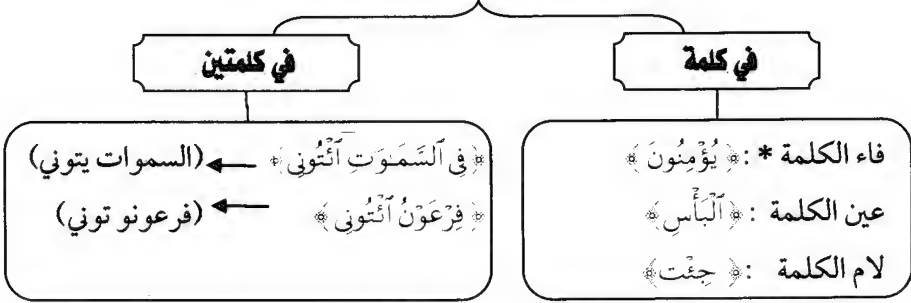 في كلمة
فاء الكلمة * : ﴿ يُؤْمِنُونَ ﴾
عين الكلمة : ﴿ ٱلْبَأْسِ ﴾
لام الكلمة : ﴿ جِئْت ﴾
في كلمتين
﴿ فِي ٱلسَّمَـٰوَٰتِ ٱئْتُونِي ﴾ ← (السموات يتوني)
﴿ فِرْعَوْنُ ٱئْتُونِي ﴾ ← (فرعونو توني)